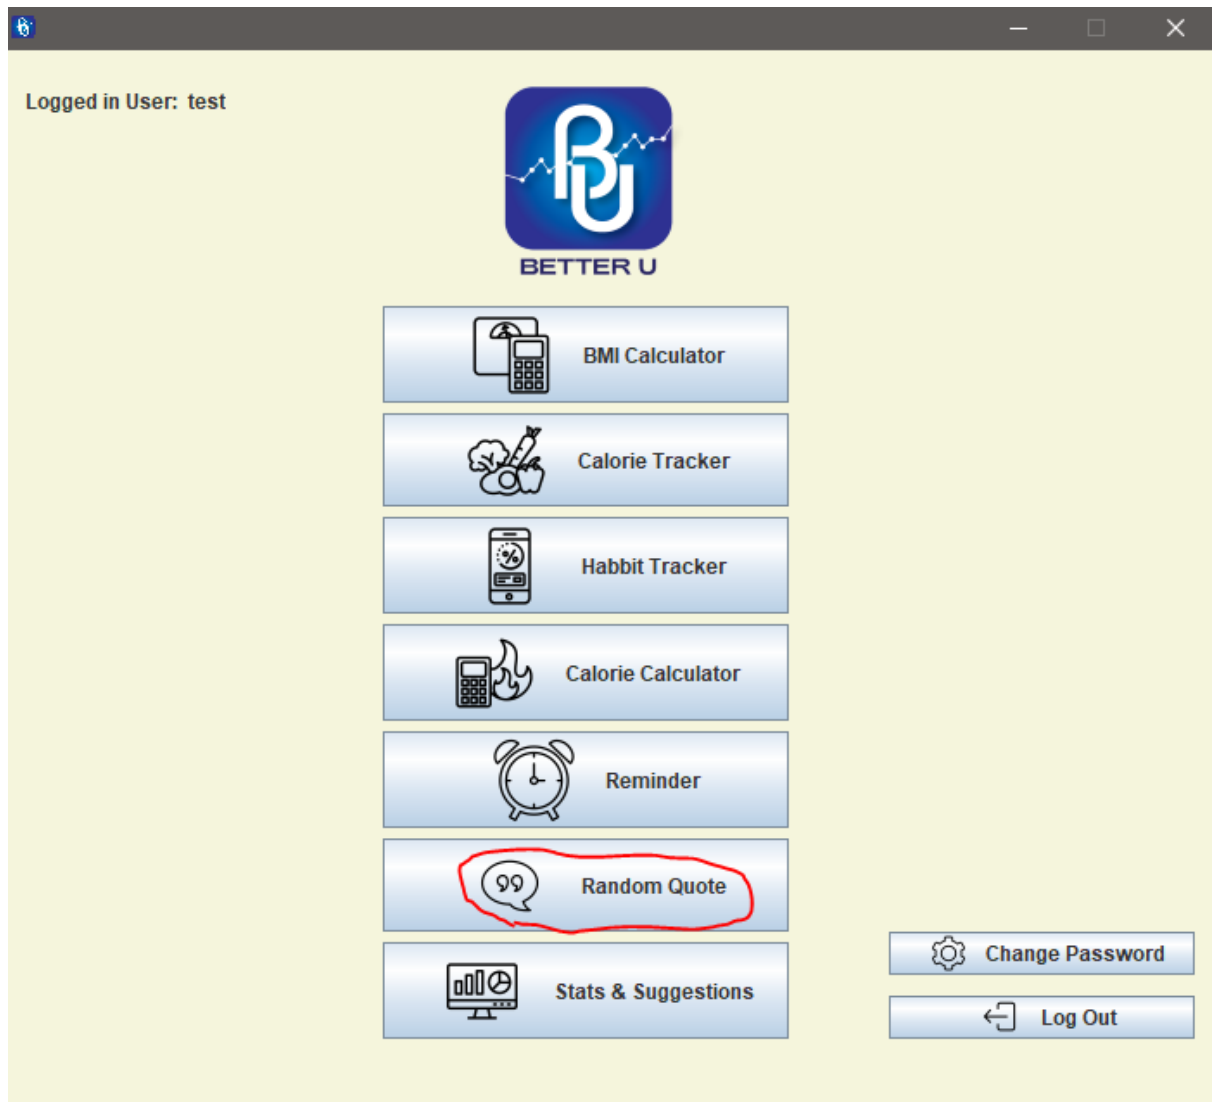 Logged in User: test
BU
BETTER U
BMI Calculator
Calorie Tracker
Habbit Tracker
Calorie Calculator
Reminder
Random Quote
Stats & Suggestions
Change Password
Log Out